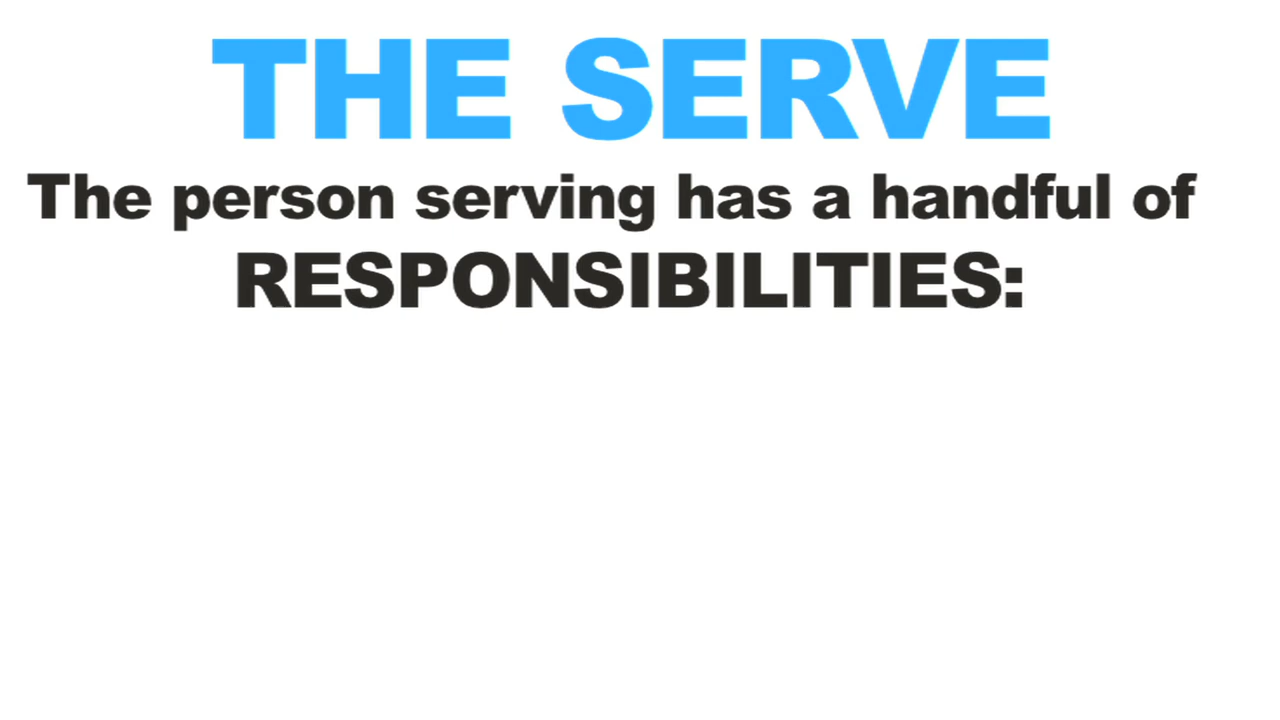 THE SERVE
The person serving has a handful of
RESPONSIBILITIES: